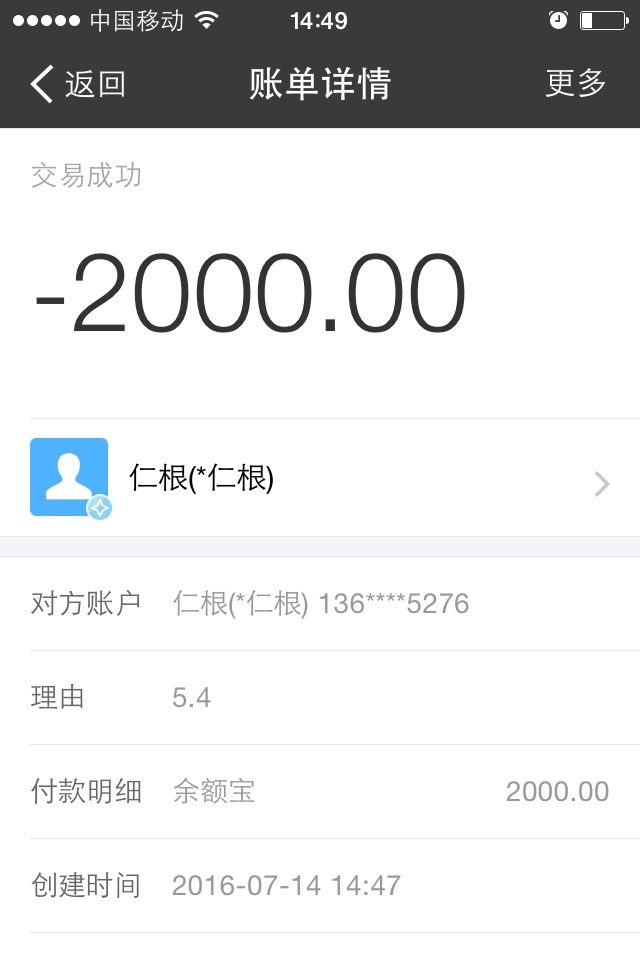 中国移动 14:49
返回 账单详情 更多
交易成功
-2000.00
仁根(*仁根)
对方账户 仁根(*仁根) 136****5276
理由 5.4
付款明细 余额宝 2000.00
创建时间 2016-07-14 14:47